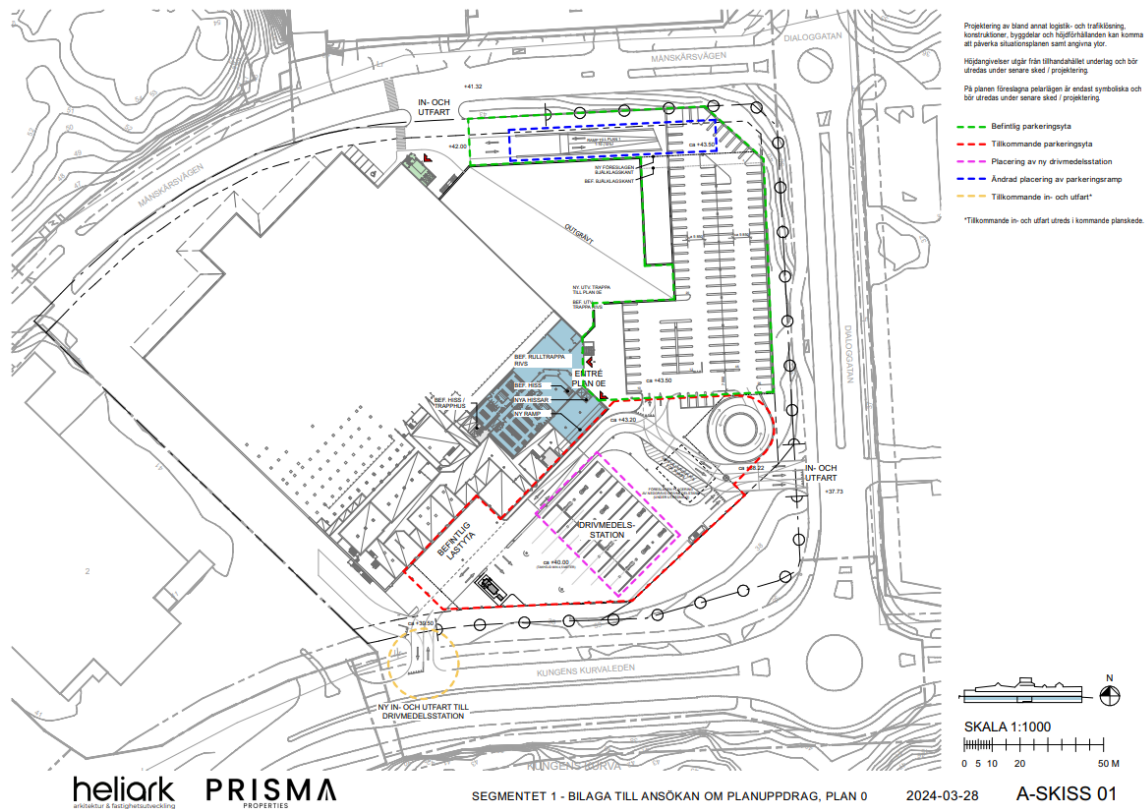 DIALOGGATAN
MÅNSKÄRSVÄGEN
+41.52
IN- OCH
UTFART
+42.00
ca +43.50
NY FÖRESLAGEN
BJÄLKLAGSKANT
BEF. BJÄLKLAGSKANT
MÅNSKÄRSVÄGEN
UTGRÄVT
NY. UTV. TRAPPA
TILL PLAN 0E
BEF. UTV.
TRAPPA RIVS
BEF. RULLTRAPPA
RIVS
ENTRÉ
PLAN 0E
BEF. HISS
NYA HISSAR
NY RAMP
BEF. HISS /
TRAPPHUS
ca +43.50
ca +43.20
DIALOGGATAN
IN- OCH
UTFART
+37.73
DRIVMEDELS-
STATION
BEFINTLIG
LASTYTA
ca +40.00
ca +39.50
KUNGENS KURVALEDEN
NY IN- OCH UTFART TILL
DRIVMEDELSSTATION
KUNGENS KURVA
Projektering av bland annat logistik- och trafiklösning,
konstruktioner, byggdelar och höjdförhållanden kan komma
att påverka situationsplanen samt angivna ytor.
Höjdangivelser utgår från tillhandahållet underlag och bör
utredas under senare sked / projektering.
På planen föreslagna pelarlägen är endast symboliska och
bör utredas under senare sked / projektering.
Befintlig parkeringsyta
Tillkommande parkeringsyta
Placering av ny drivmedelsstation
Ändrad placering av parkeringsramp
Tillkommande in- och utfart*
*Tillkommande in- och utfart utreds i kommande planskede.
N
SKALA 1:1000
0 5 10 20 50 M
heliark
arkitektur & fastighetsutveckling
PRISMA
PROPERTIES
SEGMENTET 1 - BILAGA TILL ANSÖKAN OM PLANUPPDRAG, PLAN 0
2024-03-28
A-SKISS 01